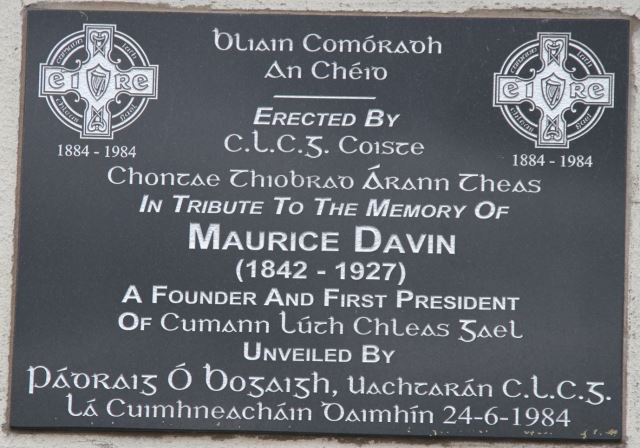 Bliain Comóradh
An Chéid
EIRE
1884 - 1984
EIRE
1884 - 1984
Erected By
C.L.C.G. Coiste
Chontae Thiobrad Árann Theas
In Tribute To The Memory Of
Maurice Davin
(1842 - 1927)
A Founder And First President
Of Cumann Lúth Chleas Gael
Unveiled By
Pádraig Ó Bogaigh, Uachtarán C.L.C.G.
Lá Cuimhneacháin Daimhín 24-6-1984